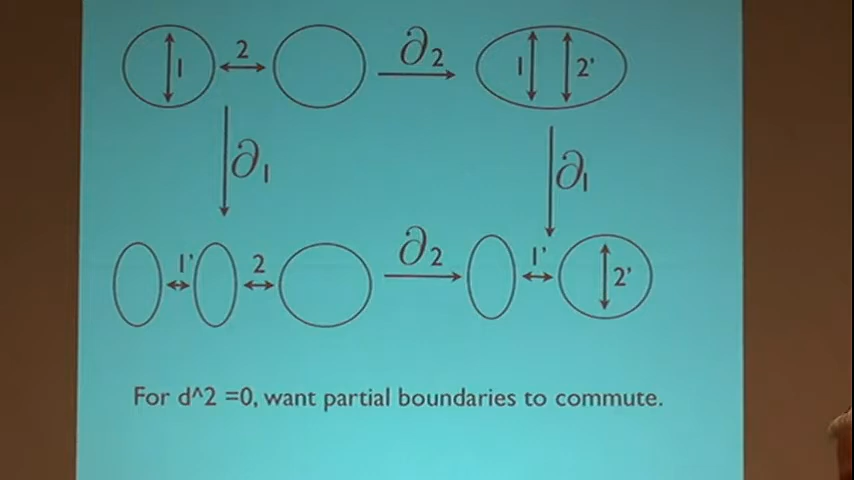 1 2 ∂2 1 2'
∂1 ∂1
1' 2 ∂2 1' 2'
For d^2 =0, want partial boundaries to commute.